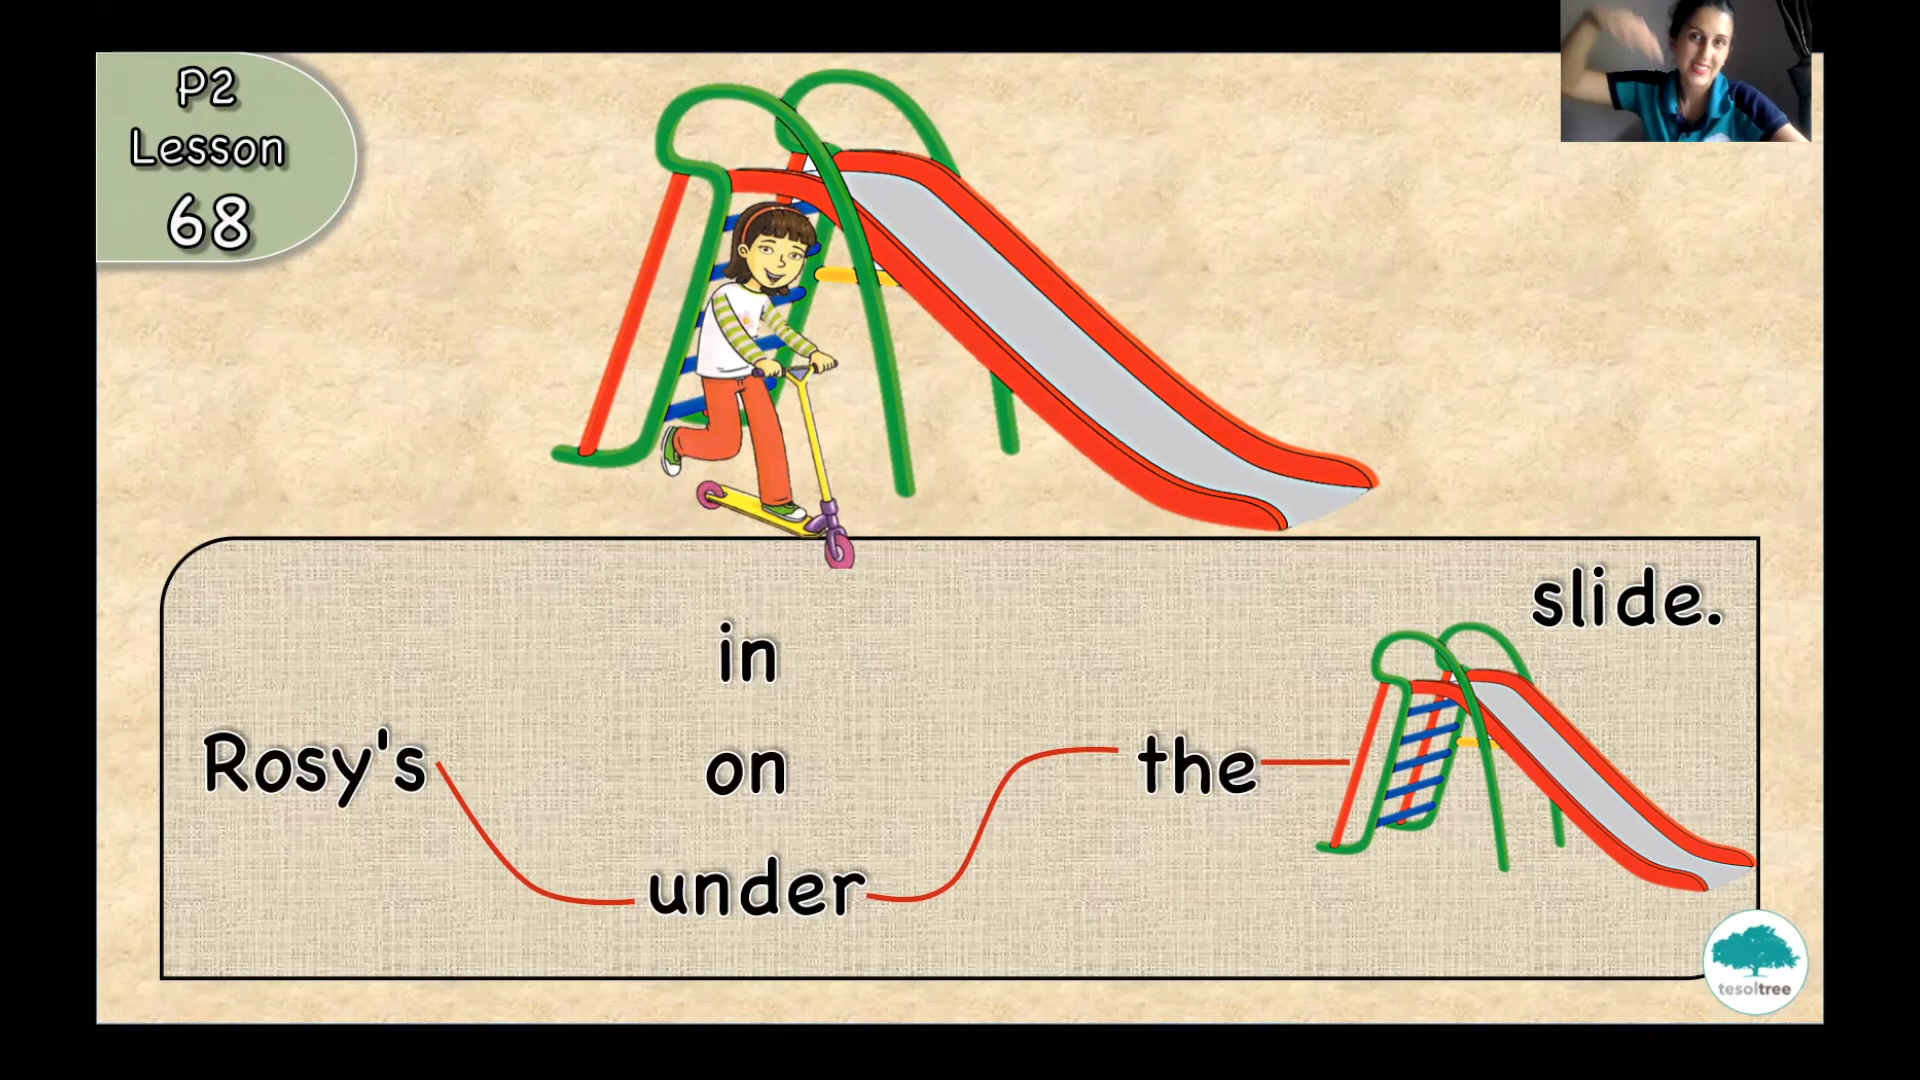 P2
Lesson
68
slide.
in
Rosy's on the
under
tesoltree